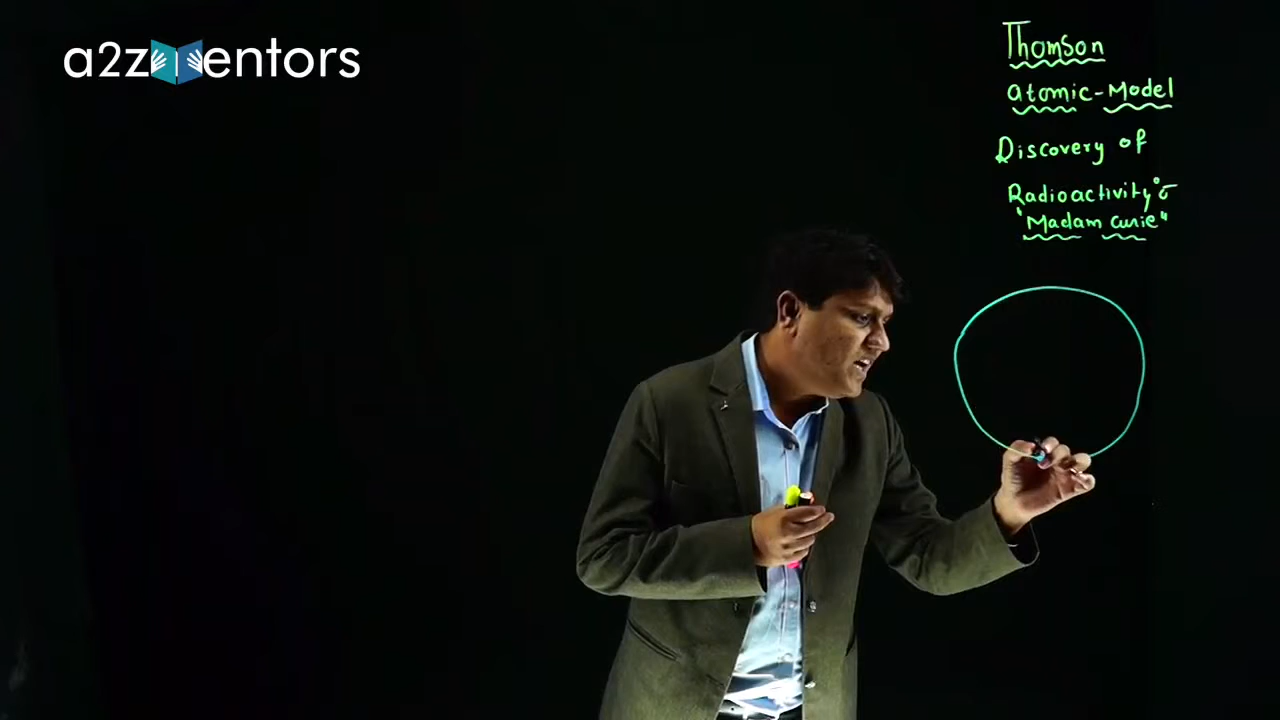 a2zmentors
Thomson
atomic-Model
Discovery of
Radioactivity
"Madam Curie"